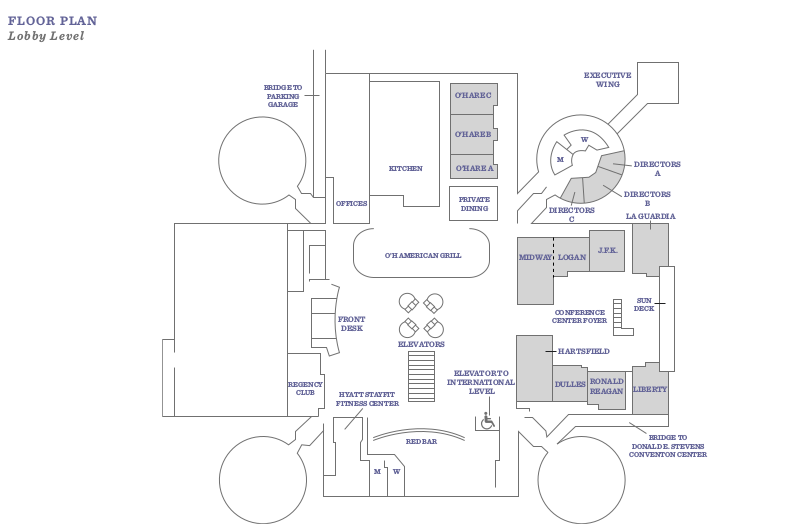 FLOOR PLAN
Lobby Level
BRIDGE TO
PARKING
GARAGE
EXECUTIVE
WING
O'HARE C
O'HARE B
O'HARE A
KITCHEN
OFFICES
PRIVATE
DINING
W
M
DIRECTORS
A
DIRECTORS
B
DIRECTORS
C
LA GUARDIA
O'H AMERICAN GRILL
MIDWAY
LOGAN
J.F.K.
SUN
DECK
CONFERENCE
CENTER FOYER
FRONT
DESK
ELEVATORS
HARTSFIELD
ELEVATOR TO
INTERNATIONAL
LEVEL
REGENCY
CLUB
HYATT STAYFIT
FITNESS CENTER
DULLES
RONALD
REAGAN
LIBERTY
RED BAR
M
W
BRIDGE TO
DONALD E. STEVENS
CONVENTON CENTER